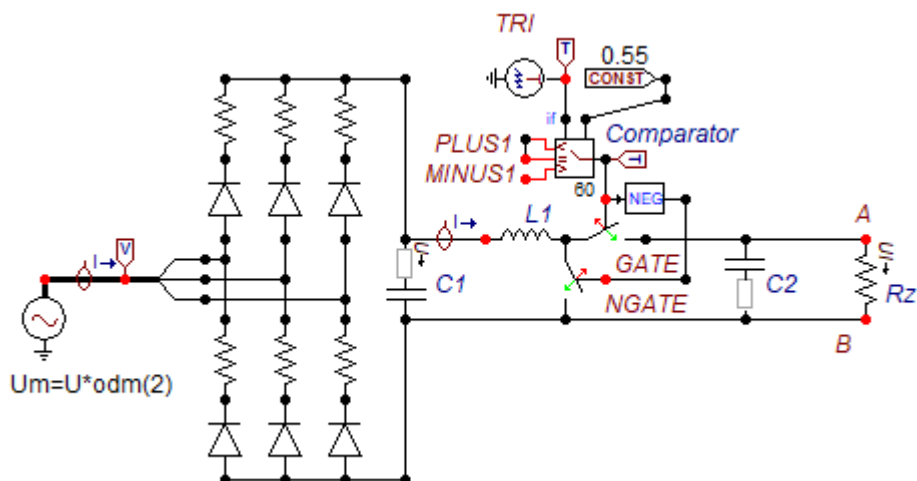 TRI
T
0.55
CONST
if
Comparator
PLUS1
MINUS1
T
60
NEG
I
L1
A
V
I
U
C1
GATE
NGATE
C2
U
Rz
B
Um=U*odm(2)